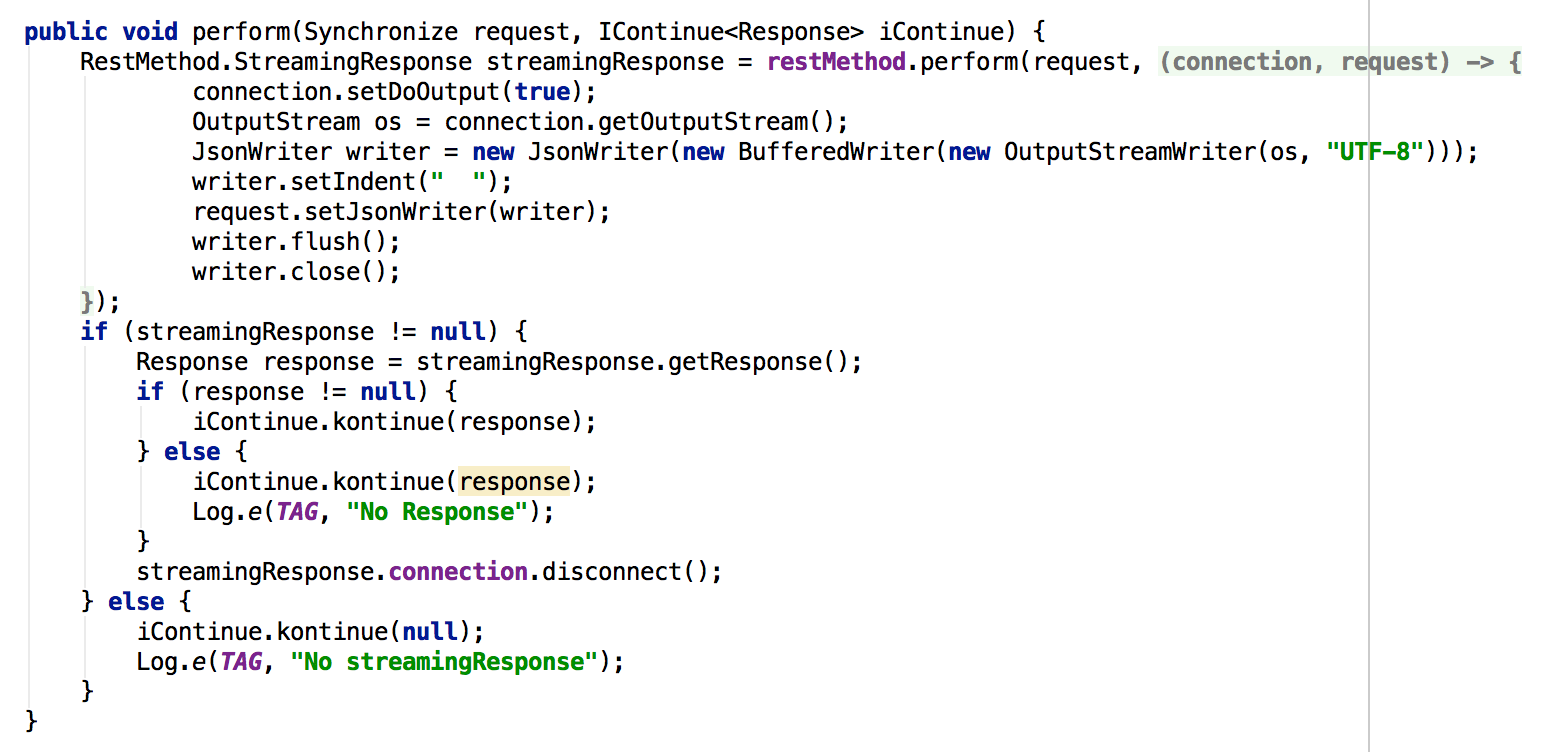 public void perform(Synchronize request, IContinue<Response> iContinue) {
    RestMethod.StreamingResponse streamingResponse = restMethod.perform(request, (connection, request) -> {
            connection.setDoOutput(true);
            OutputStream os = connection.getOutputStream();
            JsonWriter writer = new JsonWriter(new BufferedWriter(new OutputStreamWriter(os, "UTF-8")));
            writer.setIndent("  ");
            request.setJsonWriter(writer);
            writer.flush();
            writer.close();
    });
    if (streamingResponse != null) {
        Response response = streamingResponse.getResponse();
        if (response != null) {
            iContinue.kontinue(response);
        } else {
            iContinue.kontinue(response);
            Log.e(TAG, "No Response");
        }
        streamingResponse.connection.disconnect();
    } else {
        iContinue.kontinue(null);
        Log.e(TAG, "No streamingResponse");
    }
}